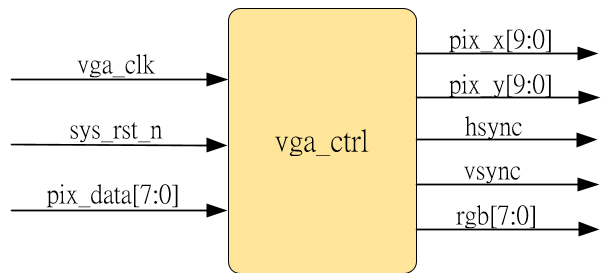 vga_clk
sys_rst_n
pix_data[7:0]
vga_ctrl
pix_x[9:0]
pix_y[9:0]
hsync
vsync
rgb[7:0]